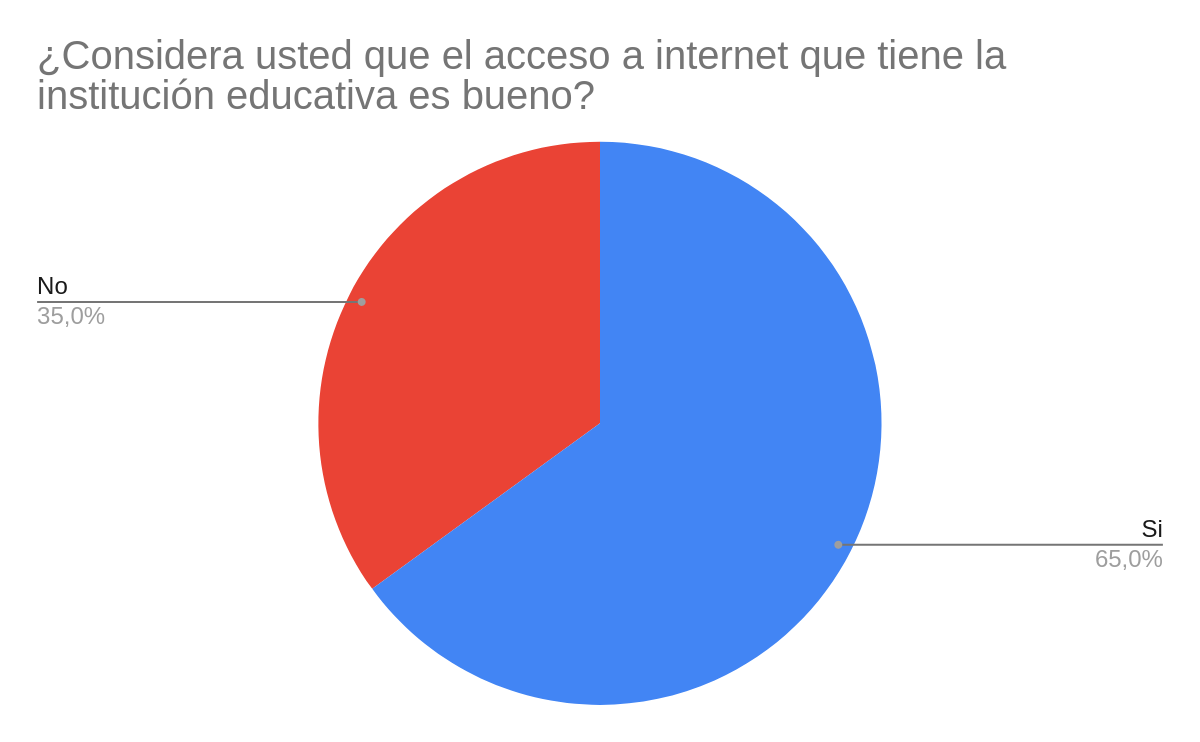 ¿Considera usted que el acceso a internet que tiene la
institución educativa es bueno?
No
35,0%
Si
65,0%